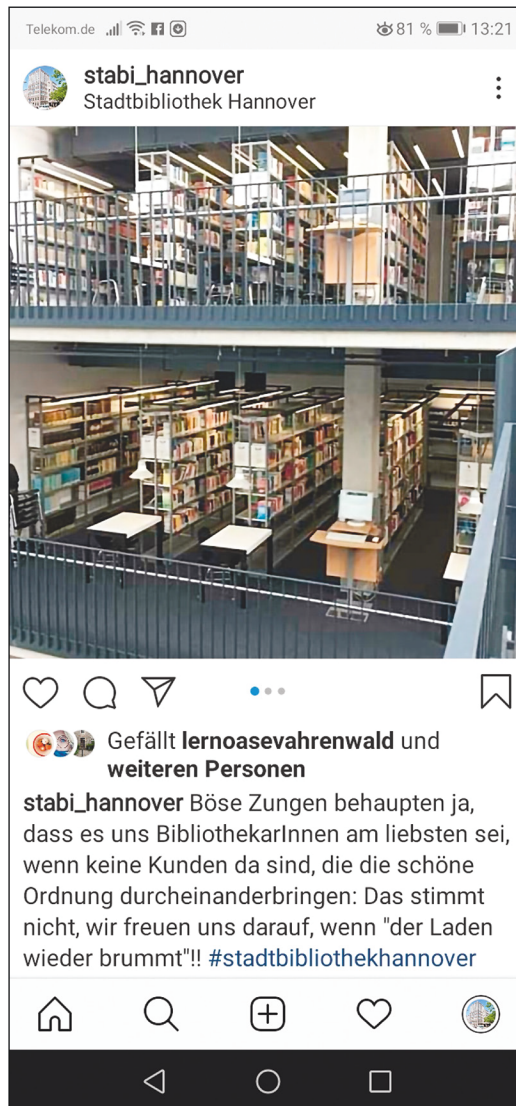 Telekom.de 81 % 13:21
stabi_hannover
Stadtbibliothek Hannover
Gefällt lernoasevahrenwald und
weiteren Personen
stabi_hannover Böse Zungen behaupten ja,
dass es uns BibliothekarInnen am liebsten sei,
wenn keine Kunden da sind, die die schöne
Ordnung durcheinanderbringen: Das stimmt
nicht, wir freuen uns darauf, wenn "der Laden
wieder brummt"!! #stadtbibliothekhannover